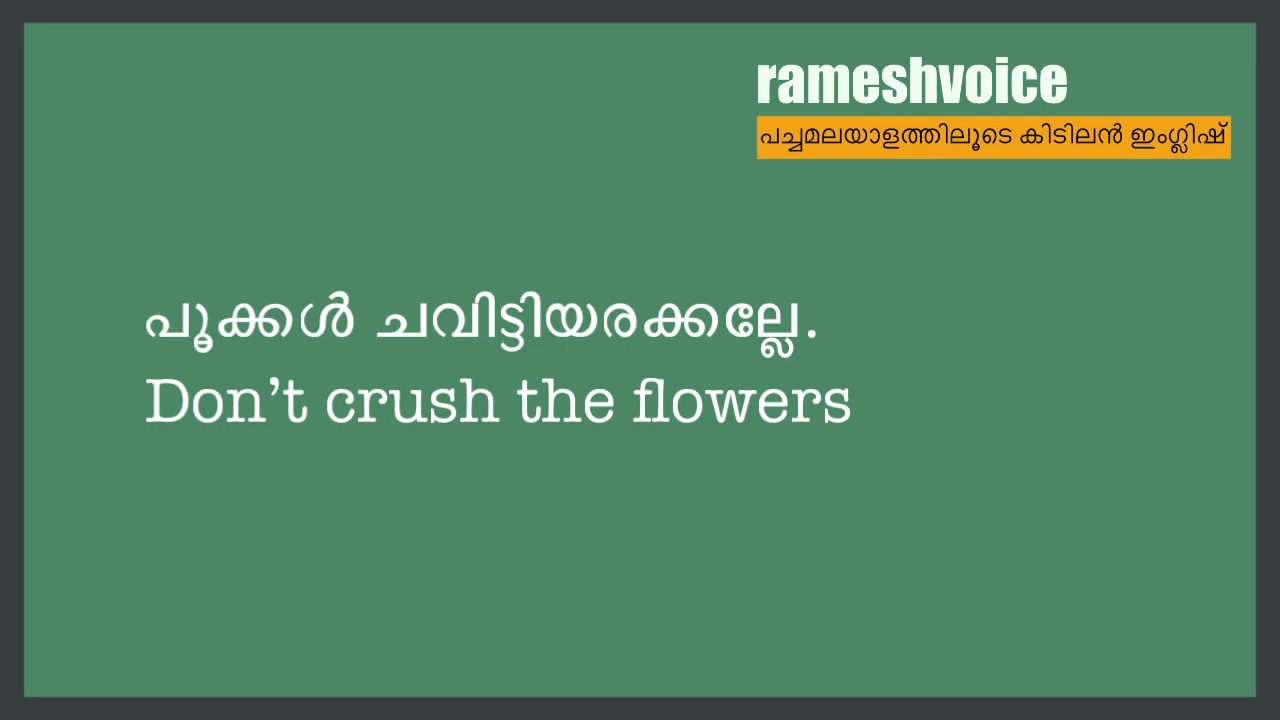 rameshvoice
പച്ചമലയാളത്തിലൂടെ കിടിലൻ ഇംഗ്ലിഷ്
പൂക്കൾ ചവിട്ടിയരക്കല്ലേ.
Don’t crush the flowers